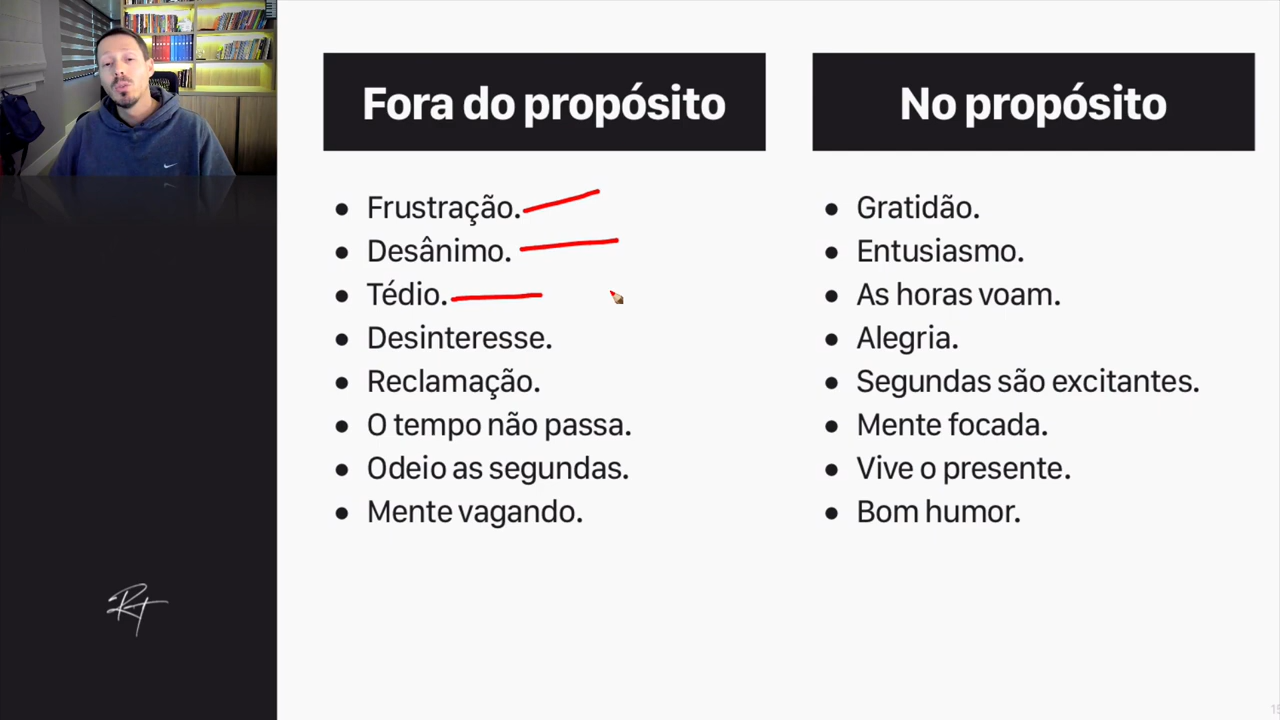 Fora do propósito
Frustração.
Desânimo.
Tédio.
Desinteresse.
Reclamação.
O tempo não passa.
Odeio as segundas.
Mente vagando.
No propósito
Gratidão.
Entusiasmo.
As horas voam.
Alegria.
Segundas são excitantes.
Mente focada.
Vive o presente.
Bom humor.